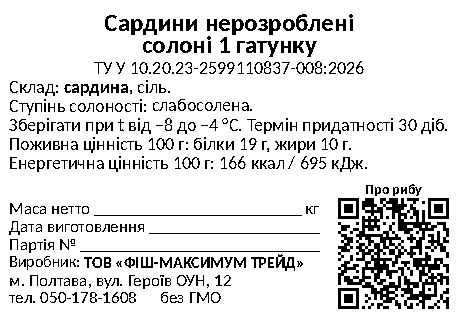 Сардини нерозроблені
солоні 1 гатунку
ТУ У 10.20.23-2599110837-008:2026
Склад: сардина, сіль.
Ступінь солоності: слабосолена.
Зберігати при t від −8 до −4 °C. Термін придатності 30 діб.
Поживна цінність 100 г: білки 19 г, жири 10 г.
Енергетична цінність 100 г: 166 ккал / 695 кДж.
Про рибу
Маса нетто ________________________ кг
Дата виготовлення ____________________
Партія № ____________________________
Виробник: ТОВ «ФІШ-МАКСИМУМ ТРЕЙД»
м. Полтава, вул. Героїв ОУН, 12
тел. 050-178-1608 без ГМО